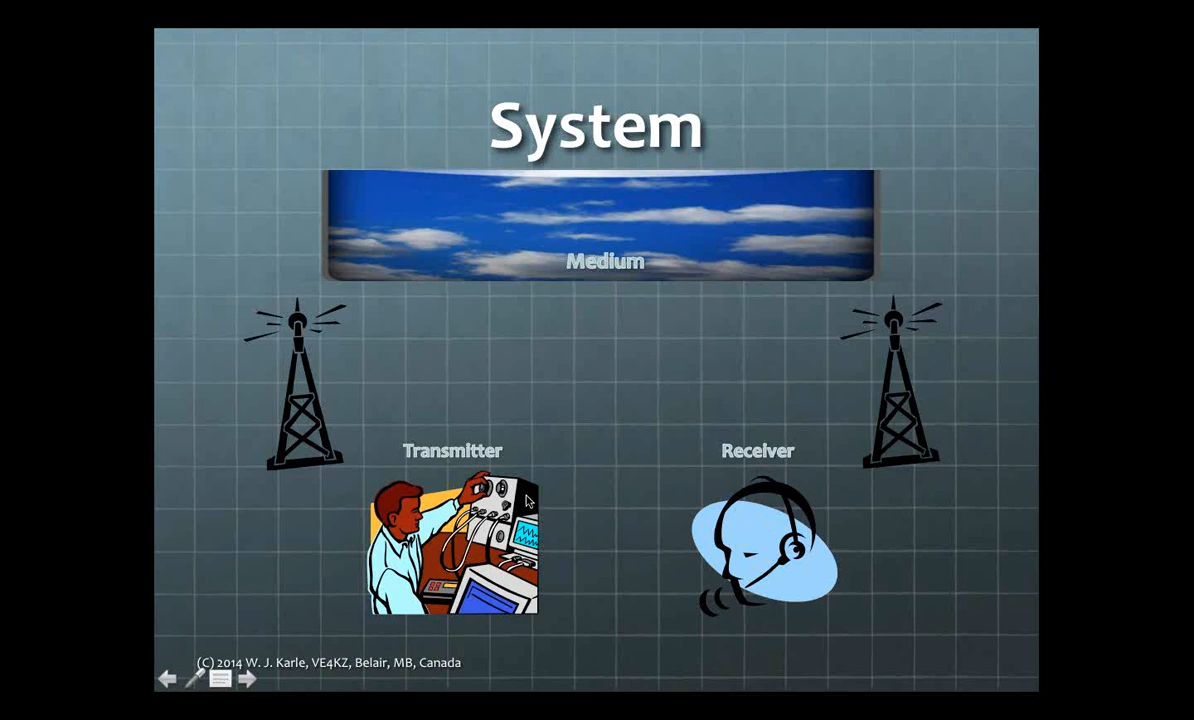 System
Medium
Transmitter
Receiver
(C) 2014 W. J. Karle, VE4KZ, Belair, MB, Canada